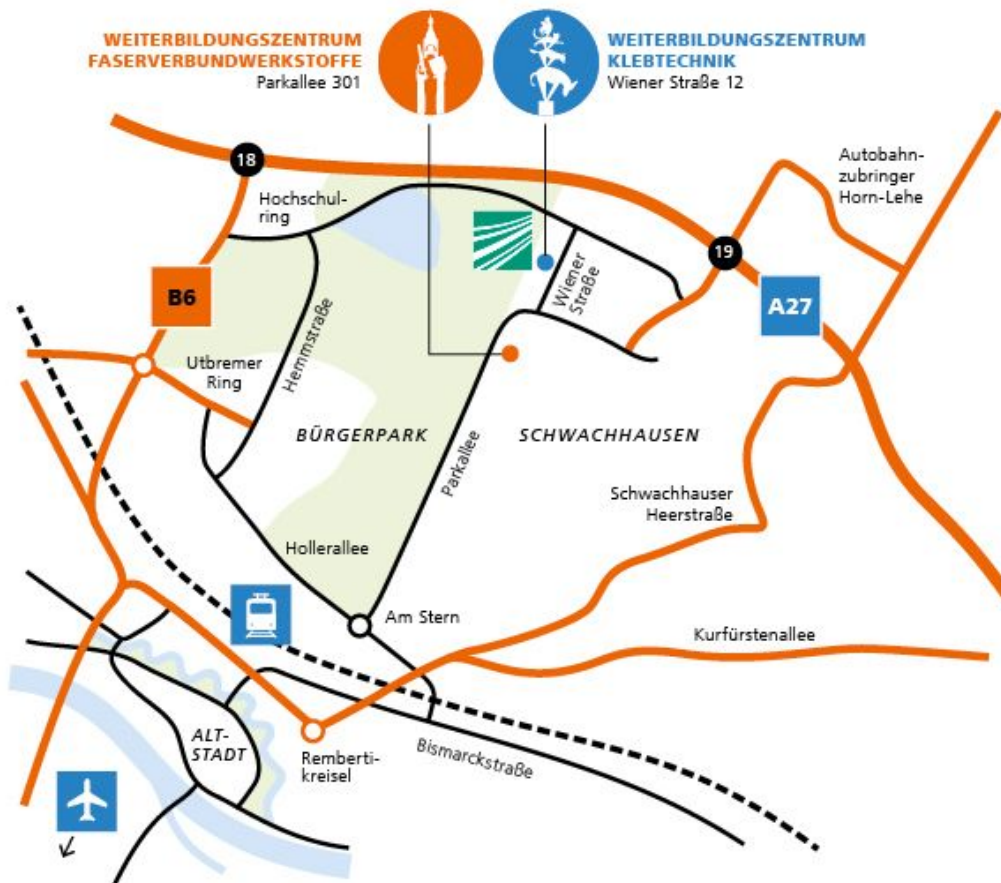 WEITERBILDUNGSZENTRUM
FASERVERBUNDWERKSTOFFE
Parkallee 301
WEITERBILDUNGSZENTRUM
KLEBTECHNIK
Wiener Straße 12
18
Hochschul-
ring
Autobahn-
zubringer
Horn-Lehe
19
B6
A27
Wiener
Straße
Hemmstraße
Utbremer
Ring
BÜRGERPARK
SCHWACHHAUSEN
Parkallee
Schwachhauser
Heerstraße
Hollerallee
Am Stern
Kurfürstenallee
ALT-
STADT
Remberti-
kreisel
Bismarckstraße